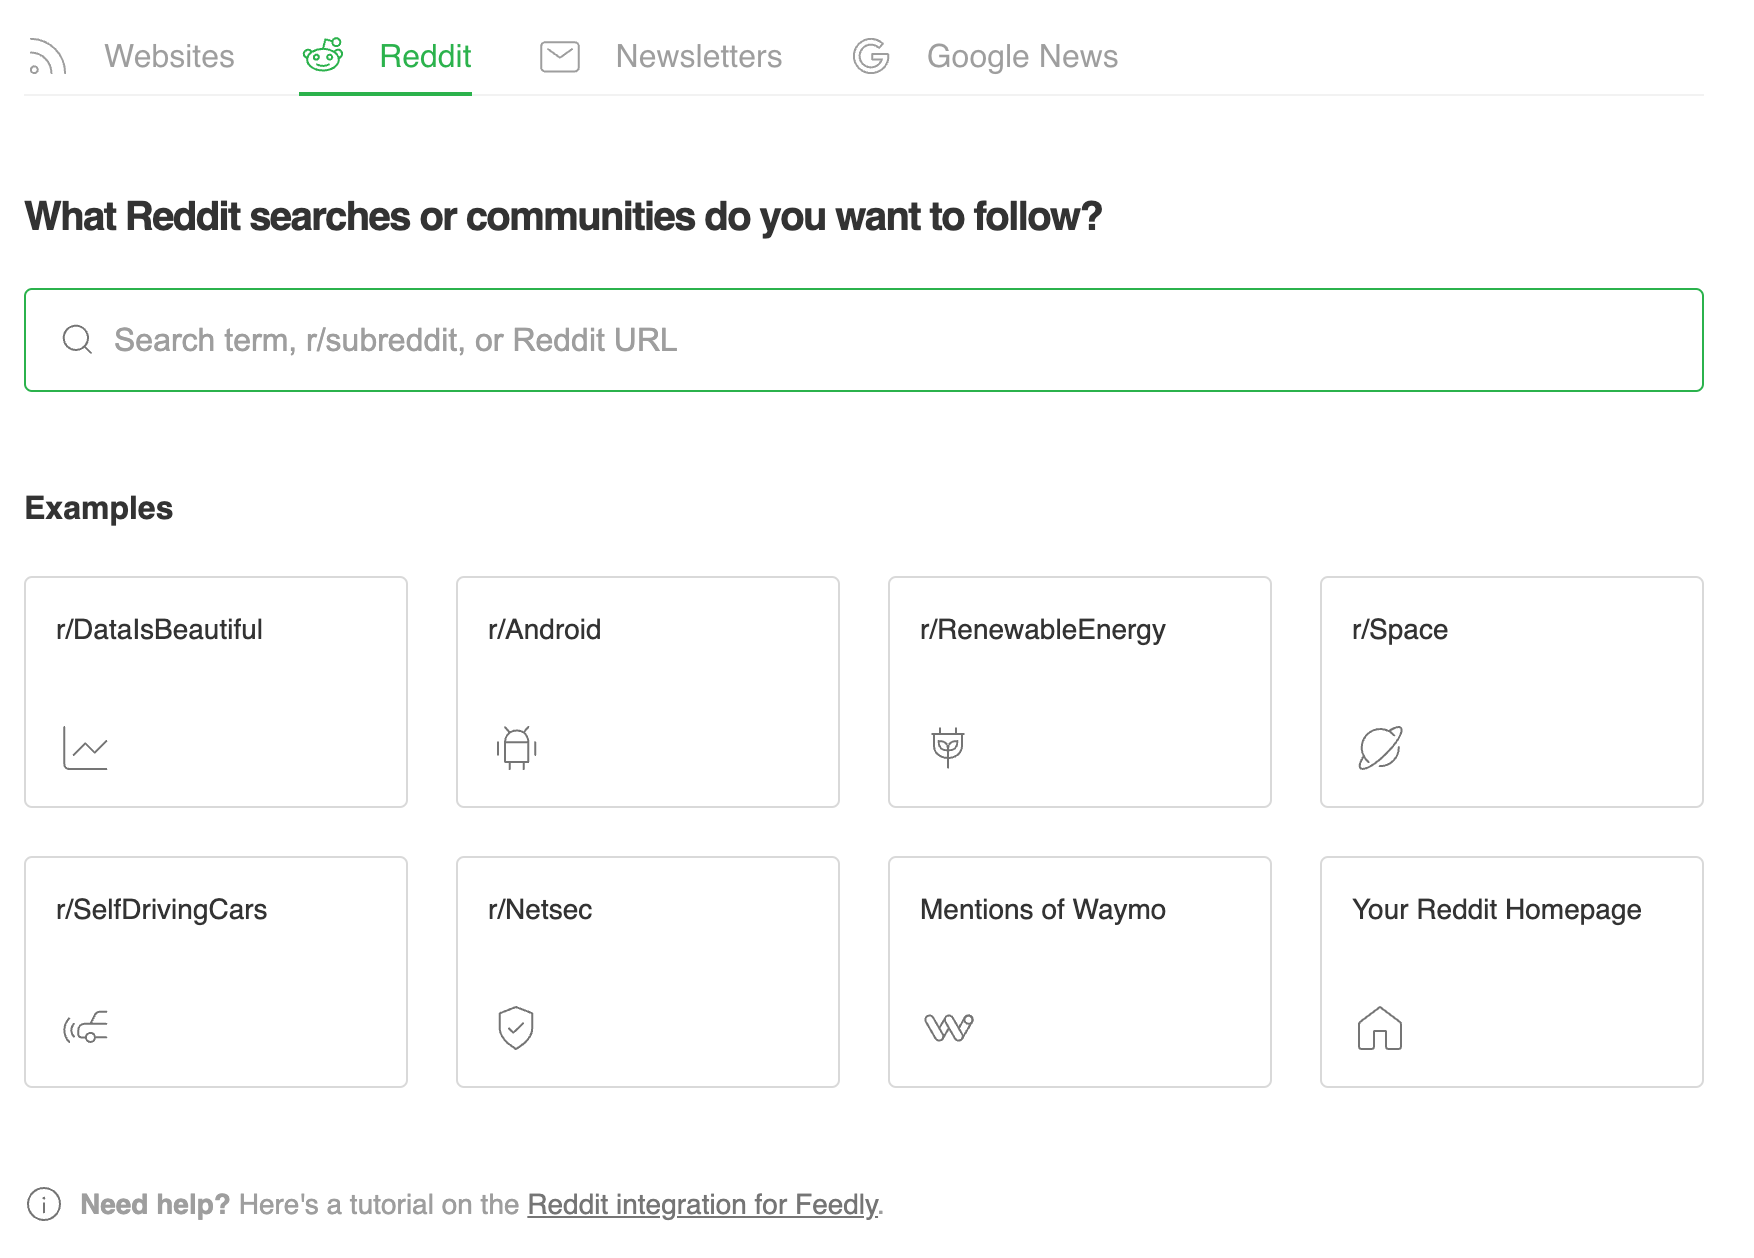 Websites
Reddit
Newsletters
Google News
What Reddit searches or communities do you want to follow?
Search term, r/subreddit, or Reddit URL
Examples
r/DataIsBeautiful
r/Android
r/RenewableEnergy
r/Space
r/SelfDrivingCars
r/Netsec
Mentions of Waymo
Your Reddit Homepage
Need help? Here's a tutorial on the Reddit integration for Feedly.